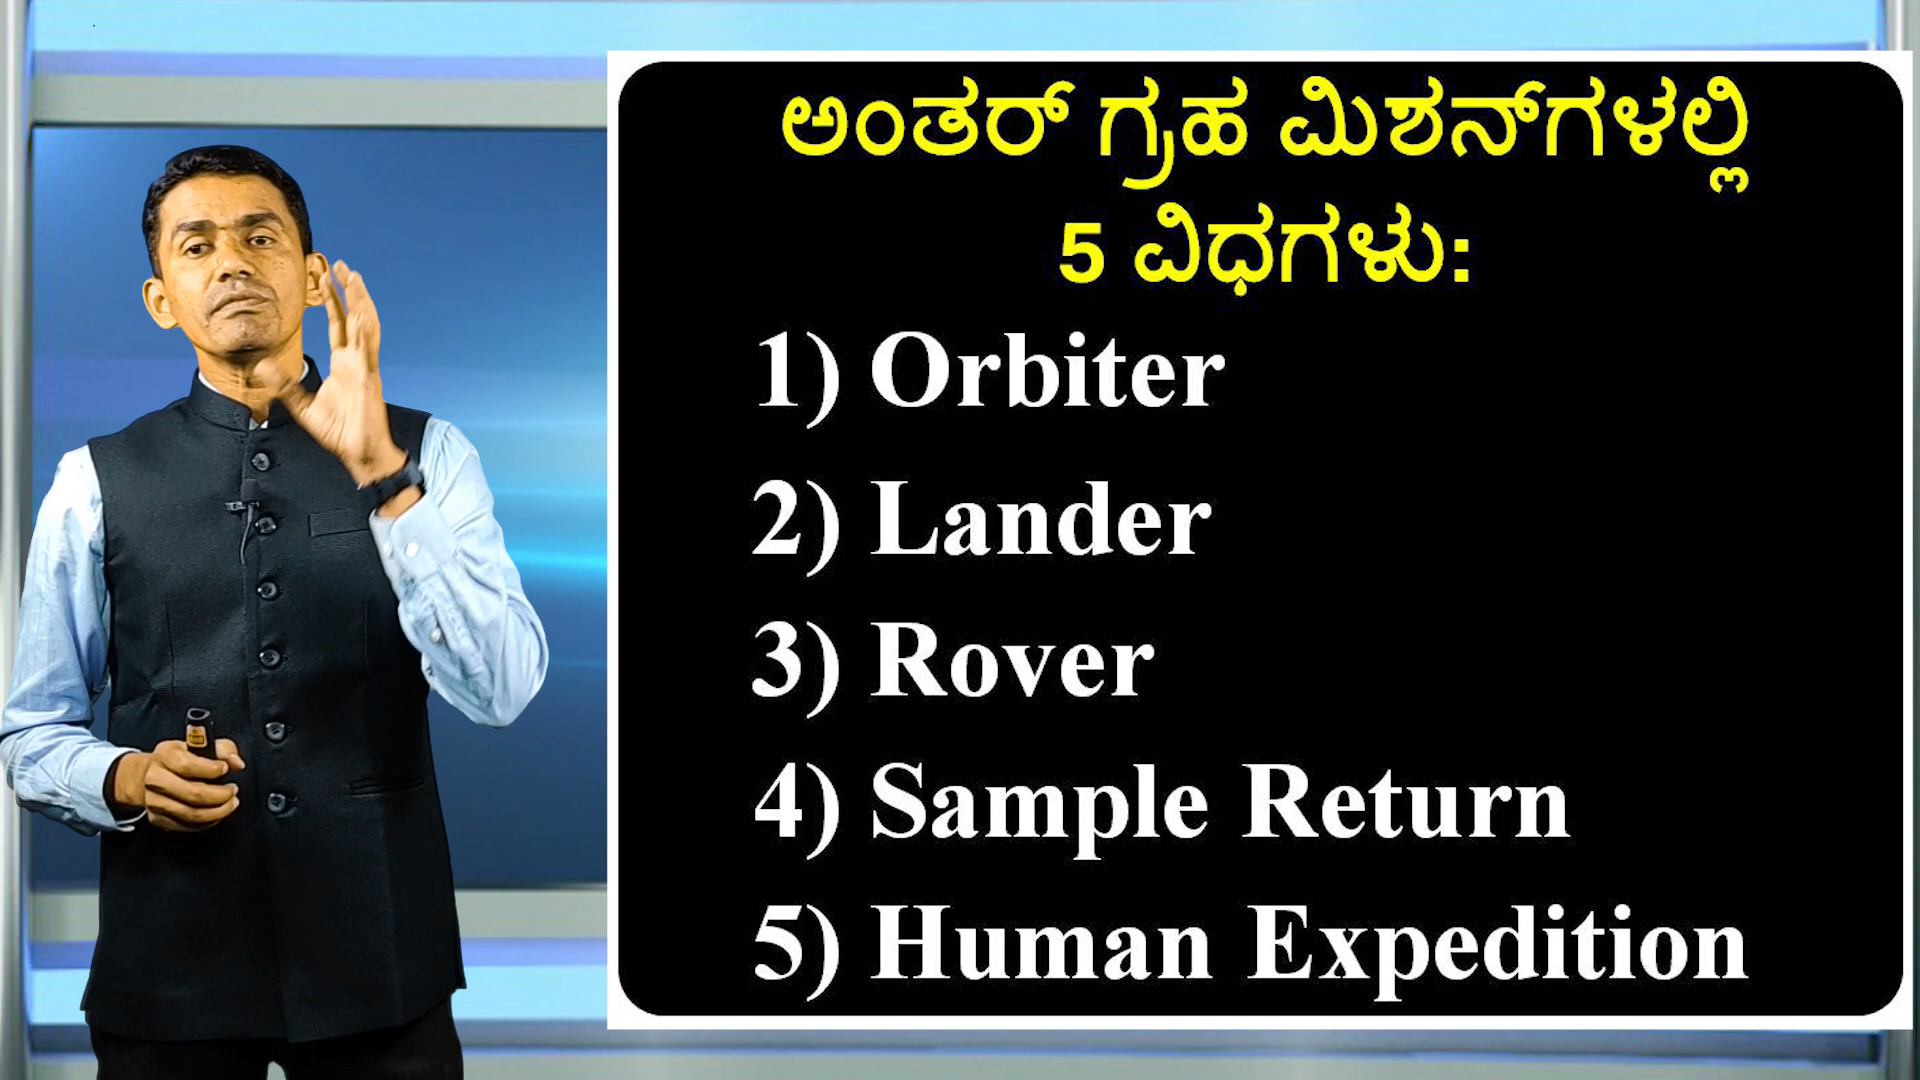 ಅಂತರ್ ಗ್ರಹ ಮಿಶನ್‌ಗಳಲ್ಲಿ
5 ವಿಧಗಳು:
1) Orbiter
2) Lander
3) Rover
4) Sample Return
5) Human Expedition